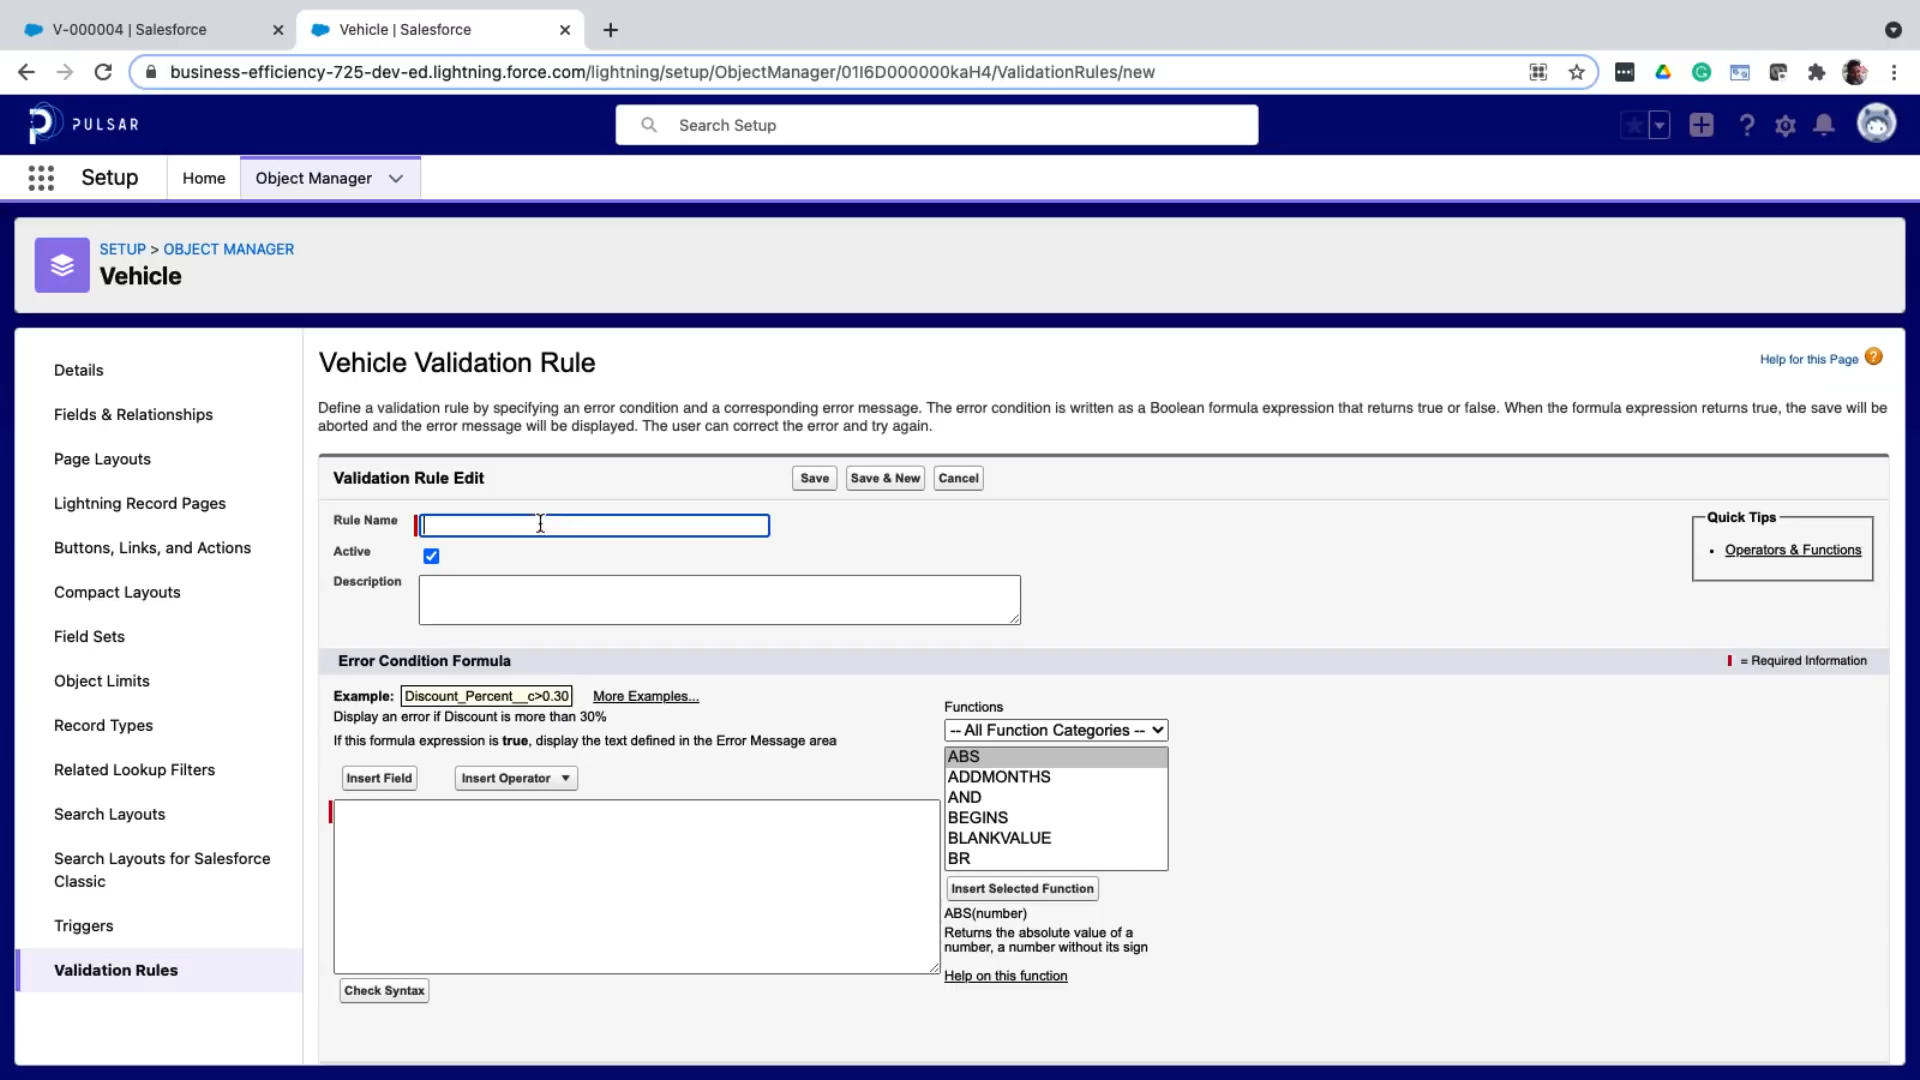 V-000004 | Salesforce
Vehicle | Salesforce
business-efficiency-725-dev-ed.lightning.force.com/lightning/setup/ObjectManager/01I6D000000kaH4/ValidationRules/new
PULSAR
Search Setup
Setup
Home
Object Manager
SETUP > OBJECT MANAGER
Vehicle
Details
Fields & Relationships
Page Layouts
Lightning Record Pages
Buttons, Links, and Actions
Compact Layouts
Field Sets
Object Limits
Record Types
Related Lookup Filters
Search Layouts
Search Layouts for Salesforce
Classic
Triggers
Validation Rules
Vehicle Validation Rule
Help for this Page
Define a validation rule by specifying an error condition and a corresponding error message. The error condition is written as a Boolean formula expression that returns true or false. When the formula expression returns true, the save will be
aborted and the error message will be displayed. The user can correct the error and try again.
Validation Rule Edit
Save
Save & New
Cancel
Rule Name
Active
Description
Quick Tips
• Operators & Functions
Error Condition Formula
= Required Information
Example: Discount_Percent__c>0.30 More Examples...
Display an error if Discount is more than 30%
If this formula expression is true, display the text defined in the Error Message area
Insert Field
Insert Operator
Functions
-- All Function Categories --
ABS
ADDMONTHS
AND
BEGINS
BLANKVALUE
BR
Insert Selected Function
ABS(number)
Returns the absolute value of a
number, a number without its sign
Help on this function
Check Syntax